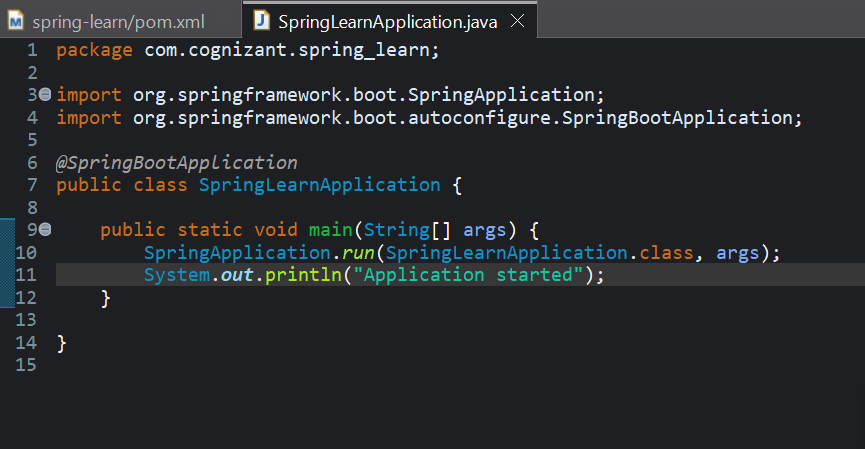 spring-learn/pom.xml SpringLearnApplication.java
1 package com.cognizant.spring_learn;
2
3 import org.springframework.boot.SpringApplication;
4 import org.springframework.boot.autoconfigure.SpringBootApplication;
5
6 @SpringBootApplication
7 public class SpringLearnApplication {
8
9     public static void main(String[] args) {
10         SpringApplication.run(SpringLearnApplication.class, args);
11         System.out.println("Application started");
12     }
13
14 }
15